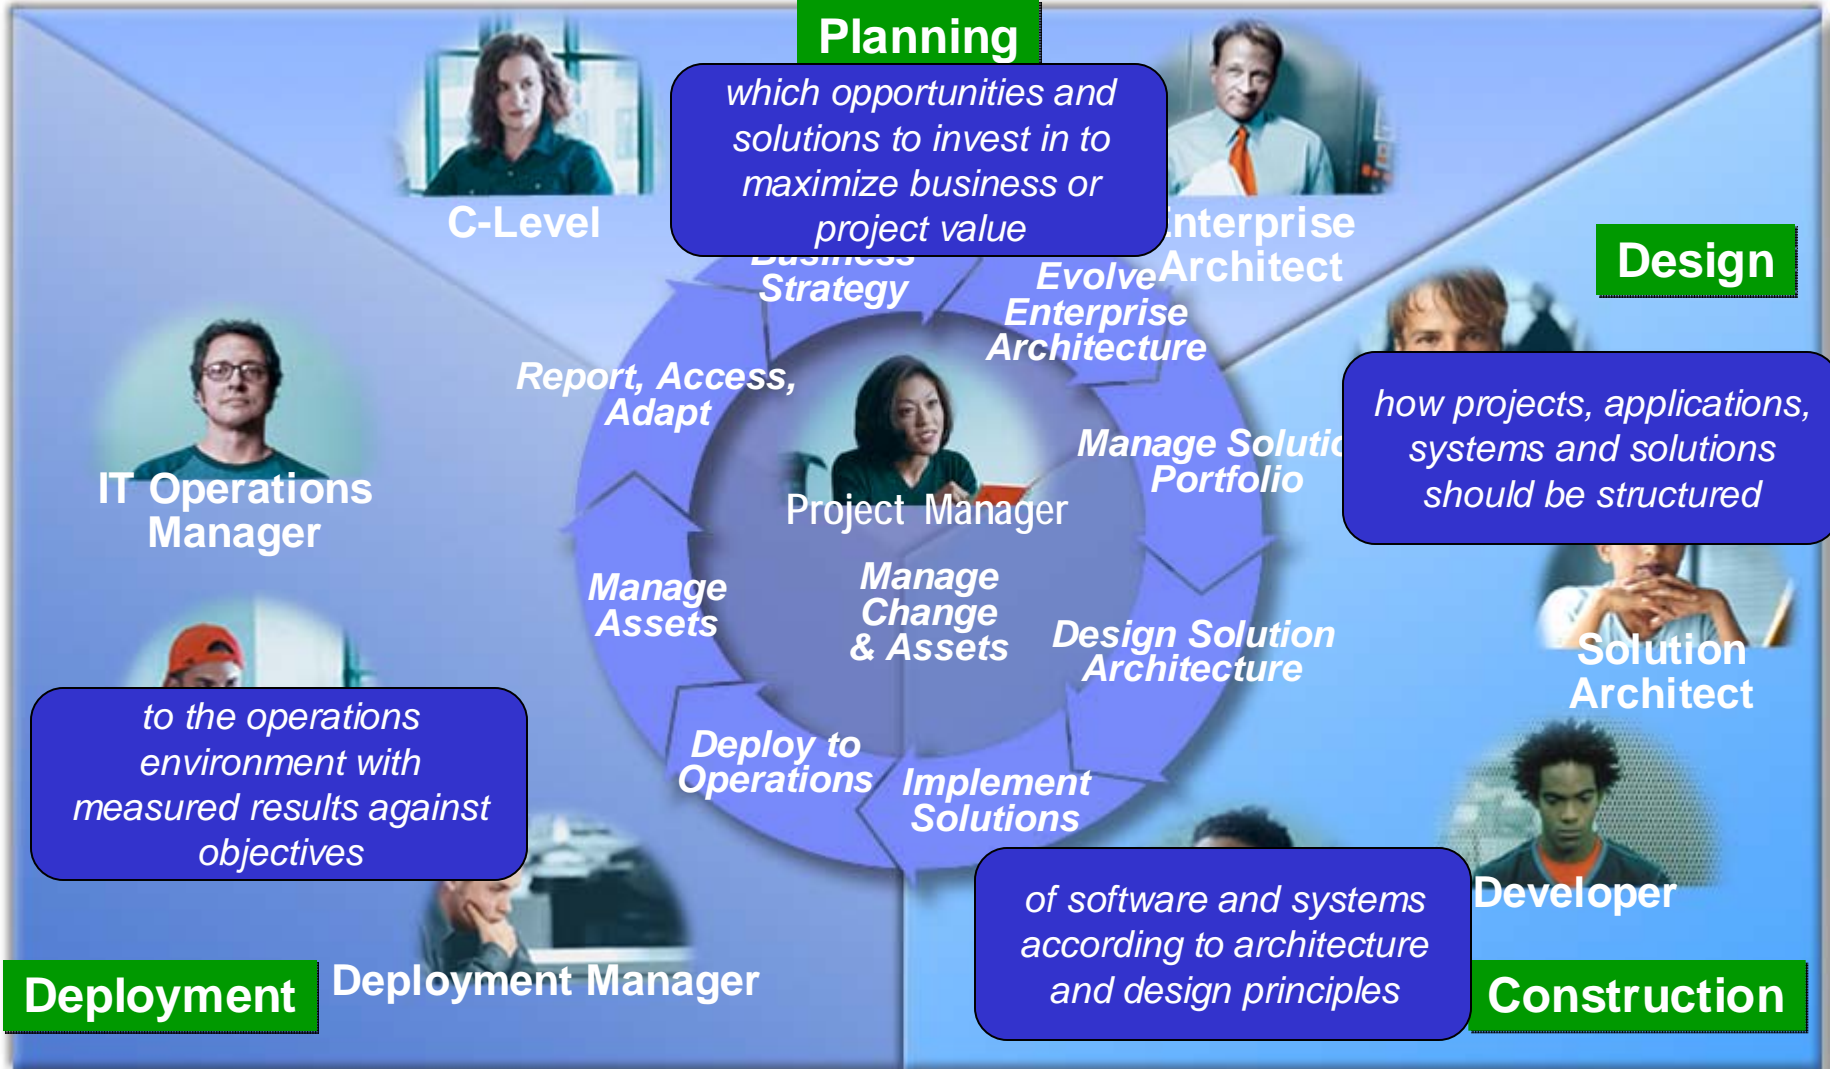 Planning
which opportunities and
solutions to invest in to
maximize business or
project value
C-Level
Enterprise
Architect
Design
Business
Strategy
Evolve
Enterprise
Architecture
Report, Access,
Adapt
how projects, applications,
systems and solutions
should be structured
Manage Solution
Portfolio
IT Operations
Manager
Project Manager
Manage
Assets
Manage
Change
& Assets
Design Solution
Architecture
Solution
Architect
to the operations
environment with
measured results against
objectives
Deploy to
Operations
Implement
Solutions
Developer
of software and systems
according to architecture
and design principles
Deployment
Deployment Manager
Construction